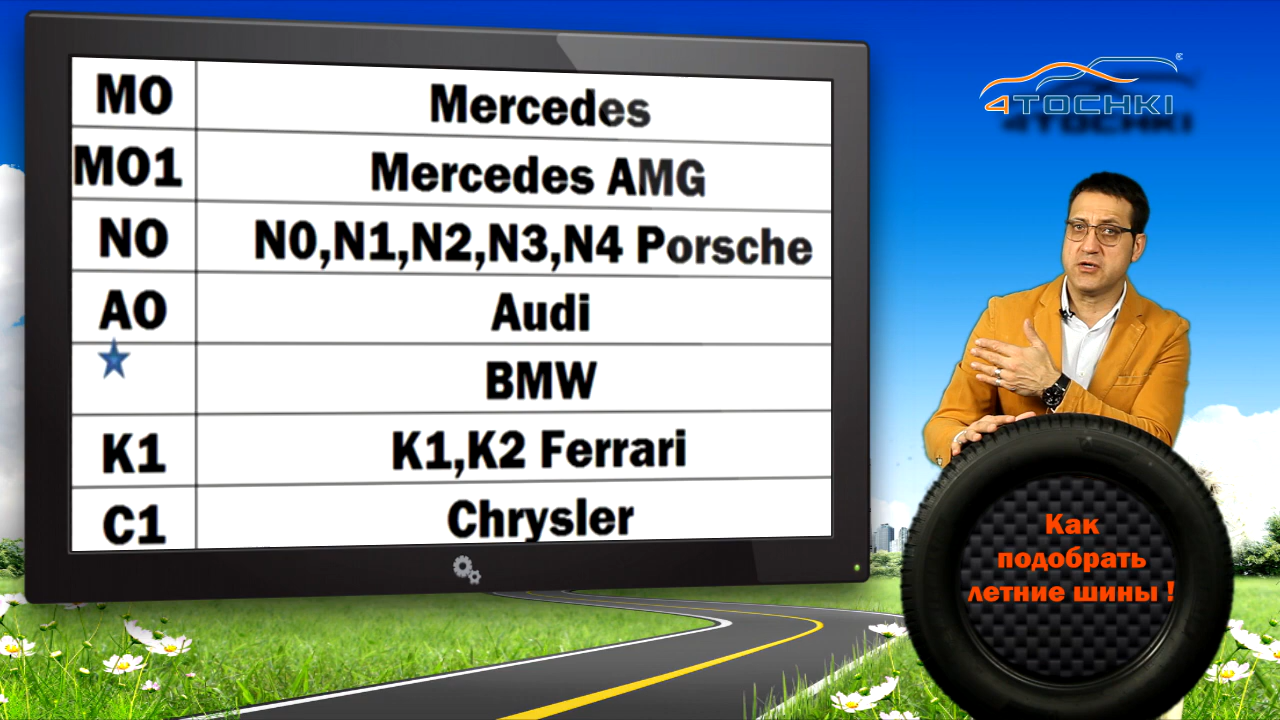 MO Mercedes
MO1 Mercedes AMG
NO N0,N1,N2,N3,N4 Porsche
AO Audi
BMW
K1 K1,K2 Ferrari
C1 Chrysler
4TOCHKI
Как
подобрать
летние шины !